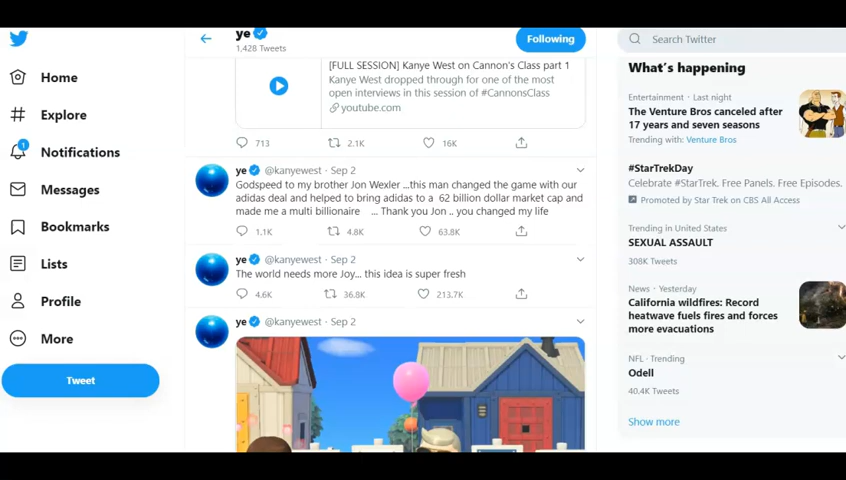 Home
Explore
1
Notifications
Messages
Bookmarks
Lists
Profile
More
Tweet
ye
1,428 Tweets
Following
[FULL SESSION] Kanye West on Cannon's Class part 1
Kanye West dropped through for one of the most
open interviews in this session of #CannonsClass
youtube.com
713 2.1K 16K
ye @kanyewest · Sep 2
Godspeed to my brother Jon Wexler ...this man changed the game with our
adidas deal and helped to bring adidas to a 62 billion dollar market cap and
made me a multi billionaire ... Thank you Jon .. you changed my life
1.1K 4.8K 63.8K
ye @kanyewest · Sep 2
The world needs more Joy... this idea is super fresh
4.6K 36.8K 213.7K
ye @kanyewest · Sep 2
Search Twitter
What's happening
Entertainment · Last night
The Venture Bros canceled after
17 years and seven seasons
Trending with: Venture Bros
#StarTrekDay
Celebrate #StarTrek. Free Panels. Free Episodes.
Promoted by Star Trek on CBS All Access
Trending in United States
SEXUAL ASSAULT
308K Tweets
News · Yesterday
California wildfires: Record
heatwave fuels fires and forces
more evacuations
NFL · Trending
Odell
40.4K Tweets
Show more